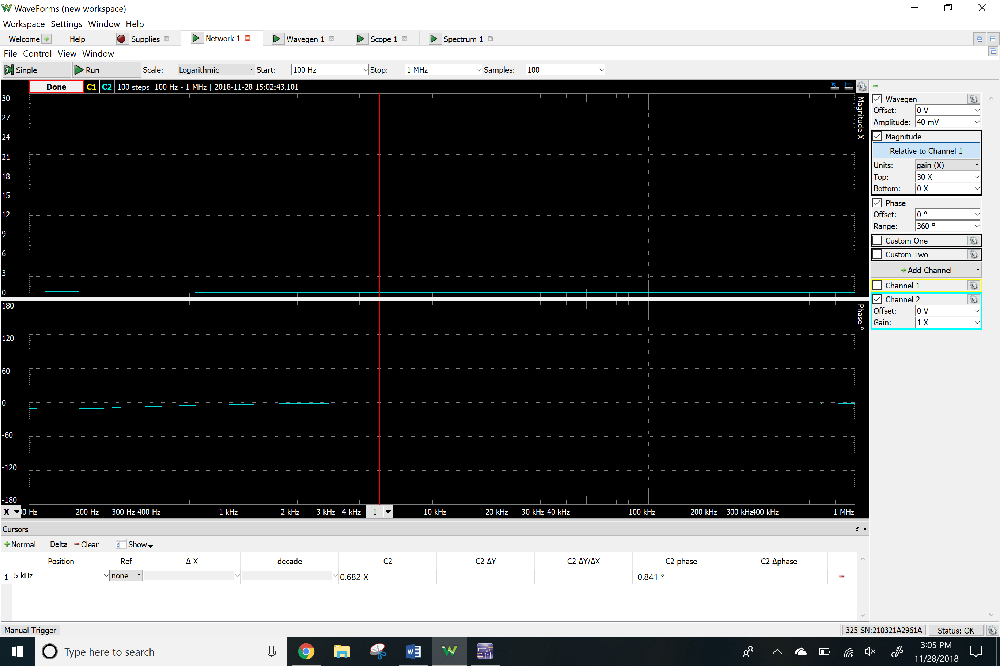 WaveForms (new workspace)
Workspace Settings Window Help
Welcome Help Supplies Network 1 Wavegen 1 Scope 1 Spectrum 1
File Control View Window
Single Run Scale: Logarithmic Start: 100 Hz Stop: 1 MHz Samples: 100
Done C1 C2 100 steps 100 Hz - 1 MHz | 2018-11-28 15:02:43.101
30
27
24
21
18
15
12
9
6
3
0
Magnitude X
180
120
60
0
-60
-120
-180
Phase °
X 0 Hz 200 Hz 300 Hz 400 Hz 1 kHz 2 kHz 3 kHz 4 kHz 1 10 kHz 20 kHz 30 kHz 40 kHz 100 kHz 200 kHz 300 kHz 400 kHz 1 MHz
Wavegen
Offset: 0 V
Amplitude: 40 mV
Magnitude
Relative to Channel 1
Units: gain (X)
Top: 30 X
Bottom: 0 X
Phase
Offset: 0 °
Range: 360 °
Custom One
Custom Two
Add Channel
Channel 1
Channel 2
Offset: 0 V
Gain: 1 X
Cursors
Normal Delta Clear Show
Position Ref Δ X decade C2 C2 ΔY C2 ΔY/ΔX C2 phase C2 Δphase
1 5 kHz none 0.682 X -0.841 °
Manual Trigger 325 SN:210321A2961A Status: OK
Type here to search
3:05 PM
11/28/2018